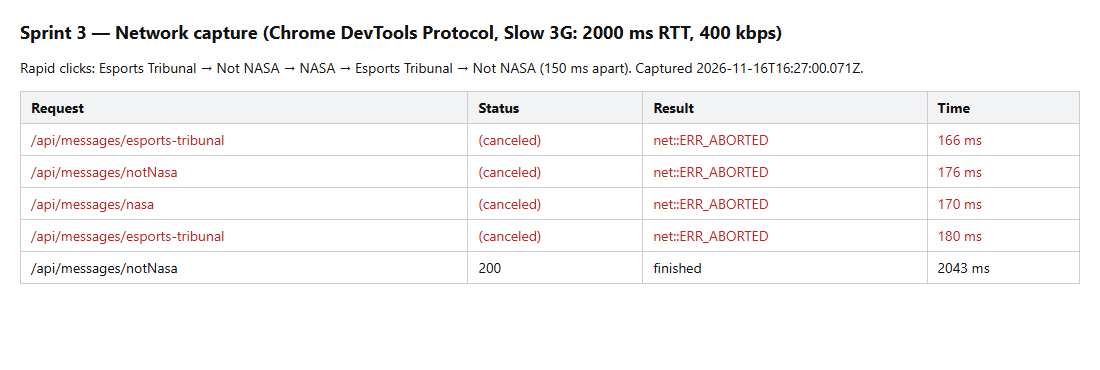 Sprint 3 — Network capture (Chrome DevTools Protocol, Slow 3G: 2000 ms RTT, 400 kbps)
Rapid clicks: Esports Tribunal → Not NASA → NASA → Esports Tribunal → Not NASA (150 ms apart). Captured 2026-11-16T16:27:00.071Z.
Request Status Result Time
/api/messages/esports-tribunal (canceled) net::ERR_ABORTED 166 ms
/api/messages/notNasa (canceled) net::ERR_ABORTED 176 ms
/api/messages/nasa (canceled) net::ERR_ABORTED 170 ms
/api/messages/esports-tribunal (canceled) net::ERR_ABORTED 180 ms
/api/messages/notNasa 200 finished 2043 ms